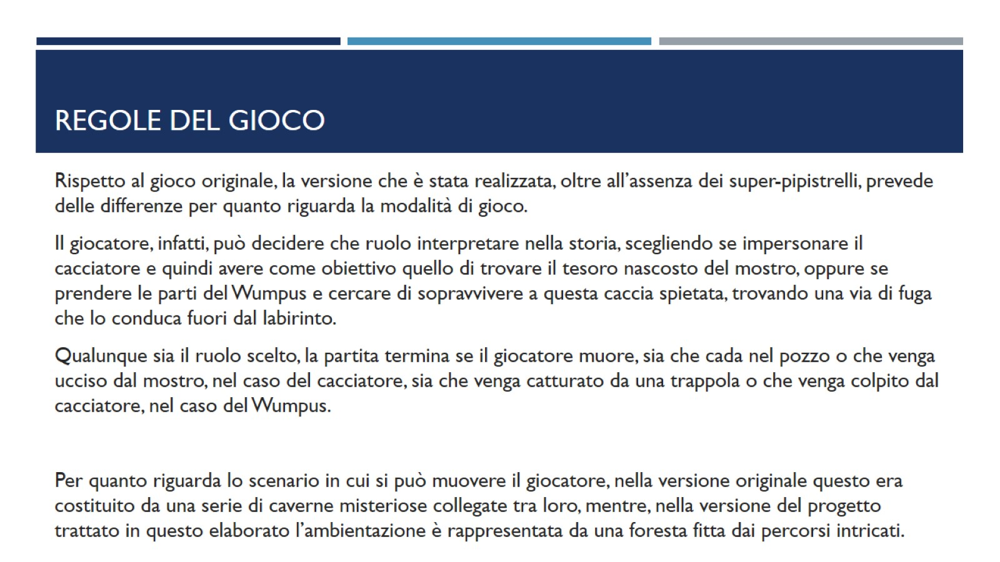 REGOLE DEL GIOCO
Rispetto al gioco originale, la versione che è stata realizzata, oltre all’assenza dei super-pipistrelli, prevede
delle differenze per quanto riguarda la modalità di gioco.
Il giocatore, infatti, può decidere che ruolo interpretare nella storia, scegliendo se impersonare il
cacciatore e quindi avere come obiettivo quello di trovare il tesoro nascosto del mostro, oppure se
prendere le parti del Wumpus e cercare di sopravvivere a questa caccia spietata, trovando una via di fuga
che lo conduca fuori dal labirinto.
Qualunque sia il ruolo scelto, la partita termina se il giocatore muore, sia che cada nel pozzo o che venga
ucciso dal mostro, nel caso del cacciatore, sia che venga catturato da una trappola o che venga colpito dal
cacciatore, nel caso del Wumpus.
Per quanto riguarda lo scenario in cui si può muovere il giocatore, nella versione originale questo era
costituito da una serie di caverne misteriose collegate tra loro, mentre, nella versione del progetto
trattato in questo elaborato l’ambientazione è rappresentata da una foresta fitta dai percorsi intricati.